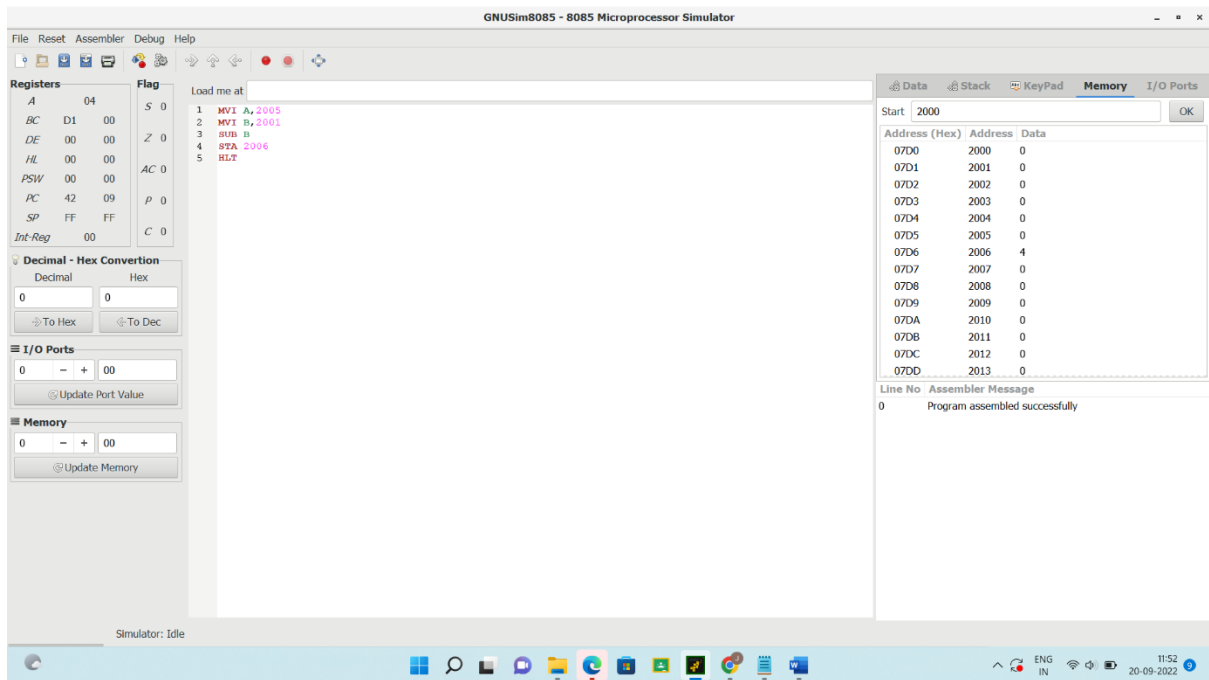 GNUSim8085 - 8085 Microprocessor Simulator
File Reset Assembler Debug Help
Registers
A 04
BC D1 00
DE 00 00
HL 00 00
PSW 00 00
PC 42 09
SP FF FF
Int-Reg 00
Flag
S 0
Z 0
AC 0
P 0
C 0
Decimal - Hex Convertion
Decimal Hex
0 0
To Hex To Dec
I/O Ports
0 - + 00
Update Port Value
Memory
0 - + 00
Update Memory
Load me at
1 MVI A,2005
2 MVI B,2001
3 SUB B
4 STA 2006
5 HLT
Data Stack KeyPad Memory I/O Ports
Start 2000 OK
Address (Hex) Address Data
07D0 2000 0
07D1 2001 0
07D2 2002 0
07D3 2003 0
07D4 2004 0
07D5 2005 0
07D6 2006 4
07D7 2007 0
07D8 2008 0
07D9 2009 0
07DA 2010 0
07DB 2011 0
07DC 2012 0
07DD 2013 0
Line No Assembler Message
0 Program assembled successfully
Simulator: Idle
ENG
IN
11:52
20-09-2022
9